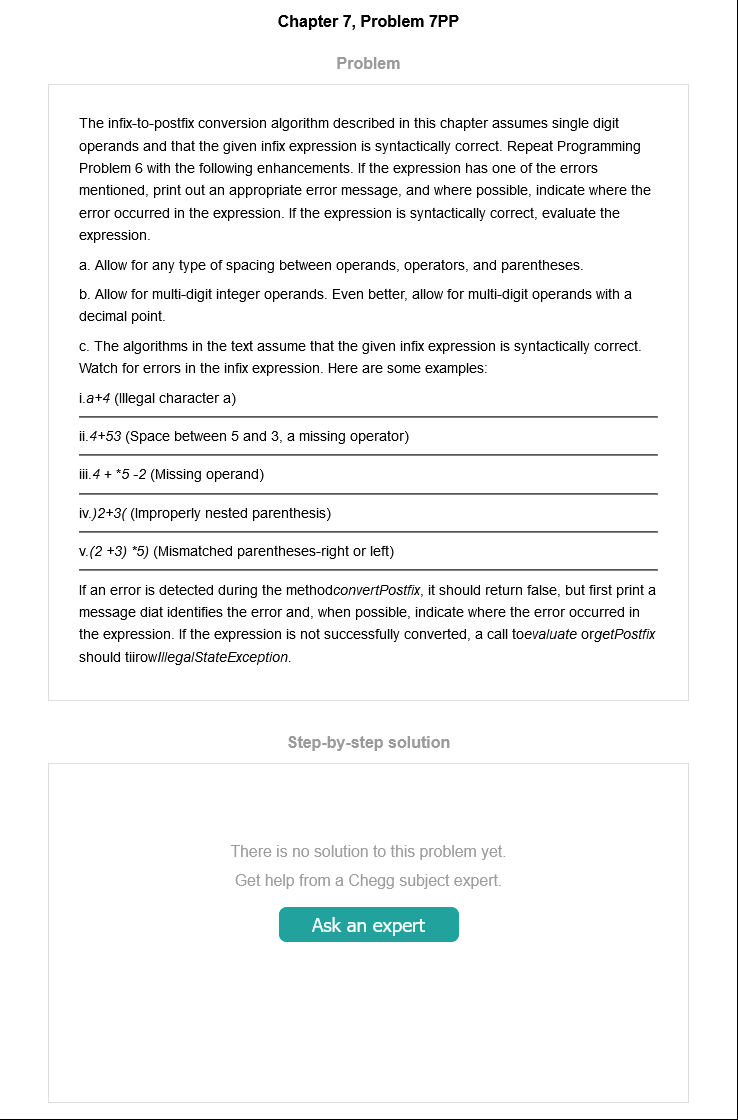 Chapter 7, Problem 7PP
Problem
The infix-to-postfix conversion algorithm described in this chapter assumes single digit
operands and that the given infix expression is syntactically correct. Repeat Programming
Problem 6 with the following enhancements. If the expression has one of the errors
mentioned, print out an appropriate error message, and where possible, indicate where the
error occurred in the expression. If the expression is syntactically correct, evaluate the
expression.
a. Allow for any type of spacing between operands, operators, and parentheses.
b. Allow for multi-digit integer operands. Even better, allow for multi-digit operands with a
decimal point.
c. The algorithms in the text assume that the given infix expression is syntactically correct.
Watch for errors in the infix expression. Here are some examples:
i.a+4 (Illegal character a)
ii.4+53 (Space between 5 and 3, a missing operator)
iii.4 + *5 -2 (Missing operand)
iv.)2+3( (Improperly nested parenthesis)
v.(2 +3) *5) (Mismatched parentheses-right or left)
If an error is detected during the methodconvertPostfix, it should return false, but first print a
message diat identifies the error and, when possible, indicate where the error occurred in
the expression. If the expression is not successfully converted, a call toevaluate orgetPostfix
should tiirowIllegalStateException.
Step-by-step solution
There is no solution to this problem yet.
Get help from a Chegg subject expert.
Ask an expert